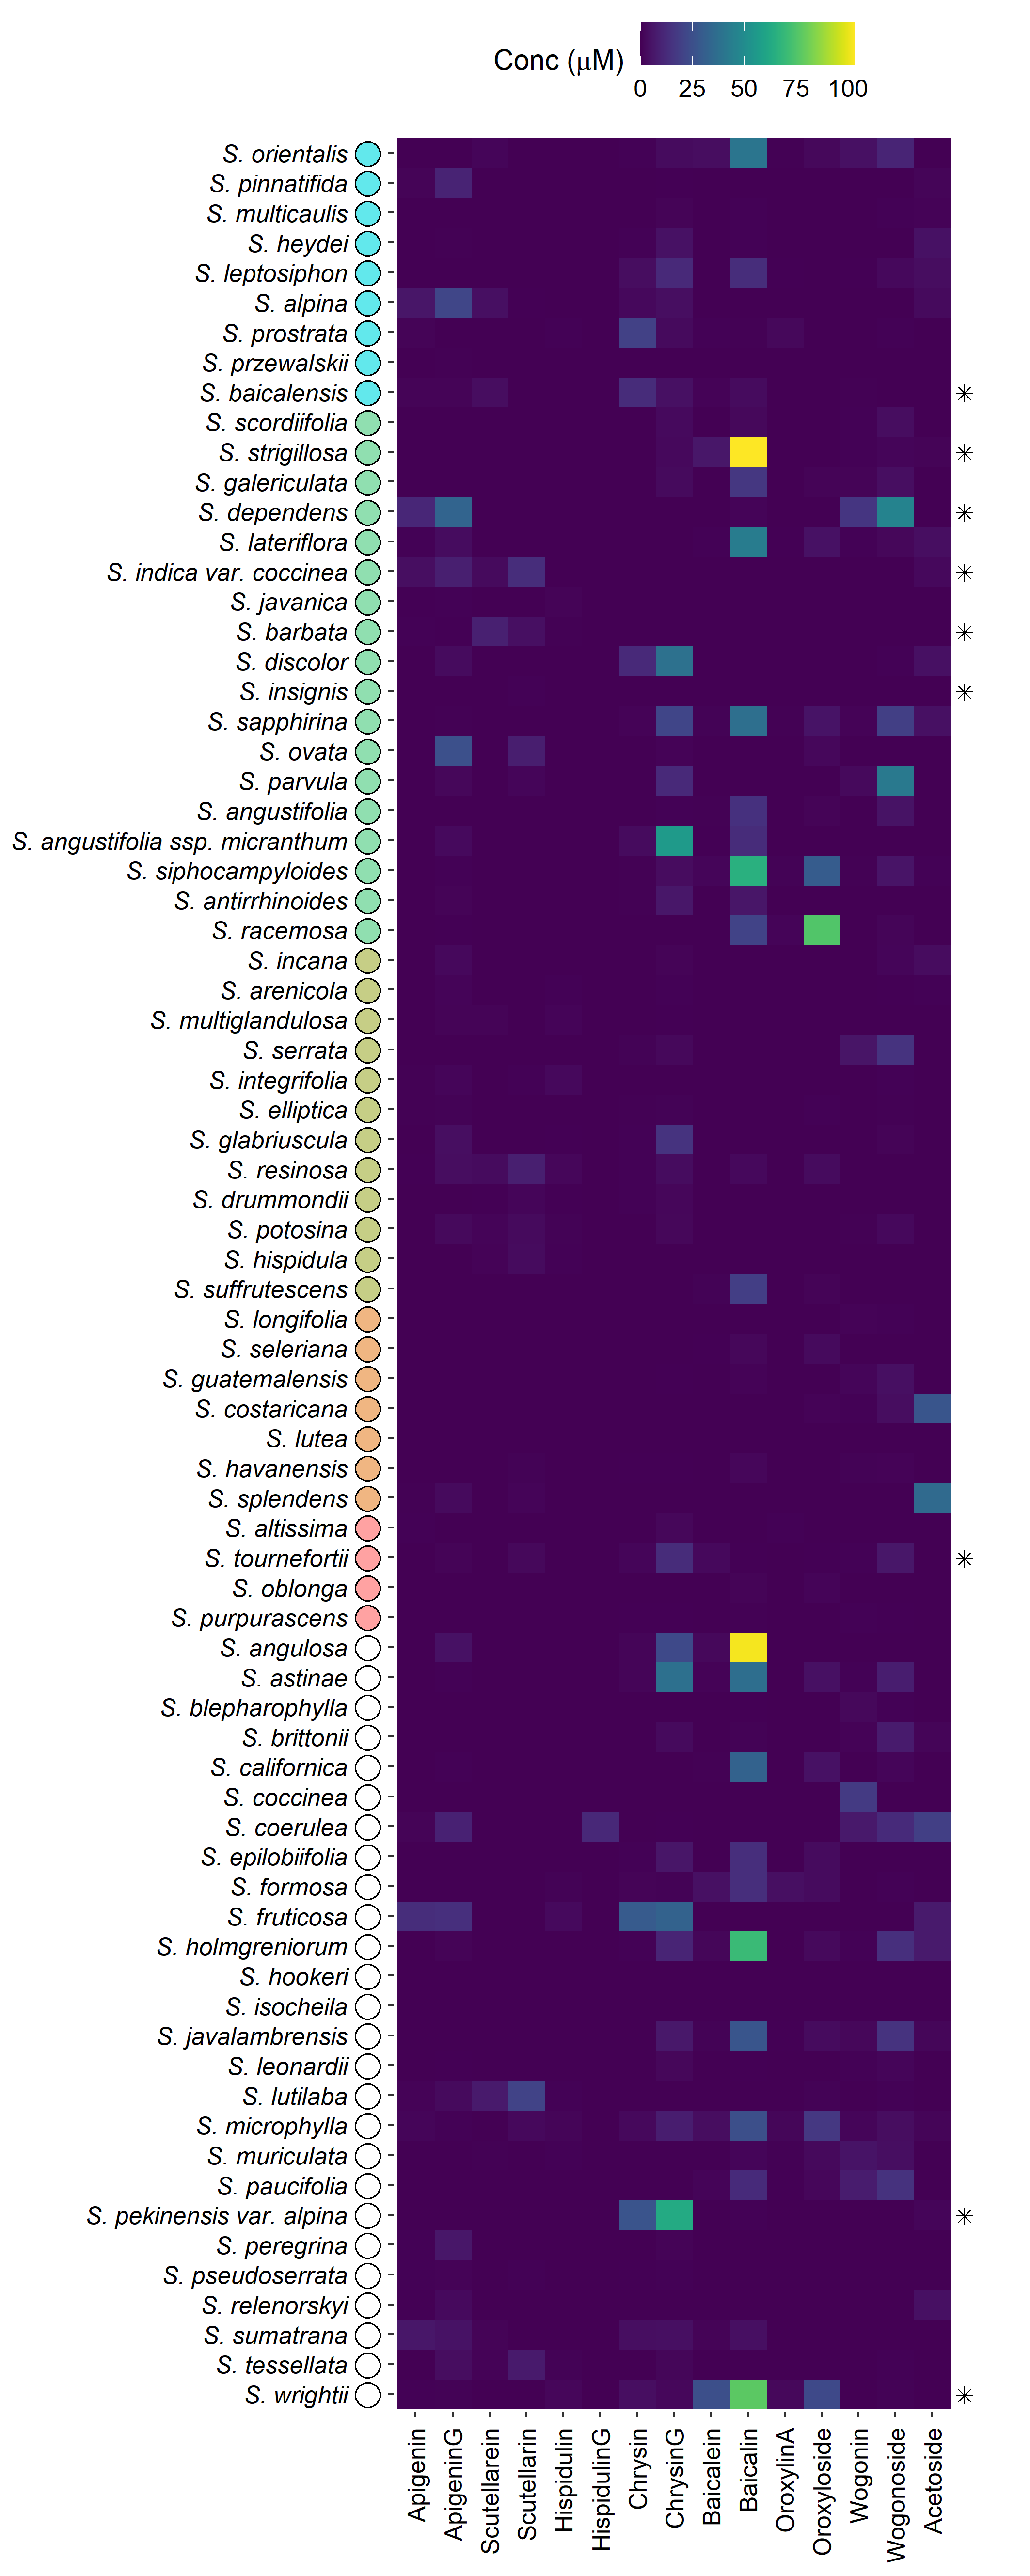 Conc (μM)
0 25 50 75 100
S. orientalis
S. pinnatifida
S. multicaulis
S. heydei
S. leptosiphon
S. alpina
S. prostrata
S. przewalskii
S. baicalensis
S. scordiifolia
S. strigillosa
S. galericulata
S. dependens
S. lateriflora
S. indica var. coccinea
S. javanica
S. barbata
S. discolor
S. insignis
S. sapphirina
S. ovata
S. parvula
S. angustifolia
S. angustifolia ssp. micranthum
S. siphocampyloides
S. antirrhinoides
S. racemosa
S. incana
S. arenicola
S. multiglandulosa
S. serrata
S. integrifolia
S. elliptica
S. glabriuscula
S. resinosa
S. drummondii
S. potosina
S. hispidula
S. suffrutescens
S. longifolia
S. seleriana
S. guatemalensis
S. costaricana
S. lutea
S. havanensis
S. splendens
S. altissima
S. tournefortii
S. oblonga
S. purpurascens
S. angulosa
S. astinae
S. blepharophylla
S. brittonii
S. californica
S. coccinea
S. coerulea
S. epilobiifolia
S. formosa
S. fruticosa
S. holmgreniorum
S. hookeri
S. isocheila
S. javalambrensis
S. leonardii
S. lutilaba
S. microphylla
S. muriculata
S. paucifolia
S. pekinensis var. alpina
S. peregrina
S. pseudoserrata
S. relenorskyi
S. sumatrana
S. tessellata
S. wrightii
Apigenin
ApigeninG
Scutellarein
Scutellarin
Hispidulin
HispidulinG
Chrysin
ChrysinG
Baicalein
Baicalin
OroxylinA
Oroxyloside
Wogonin
Wogonoside
Acetoside